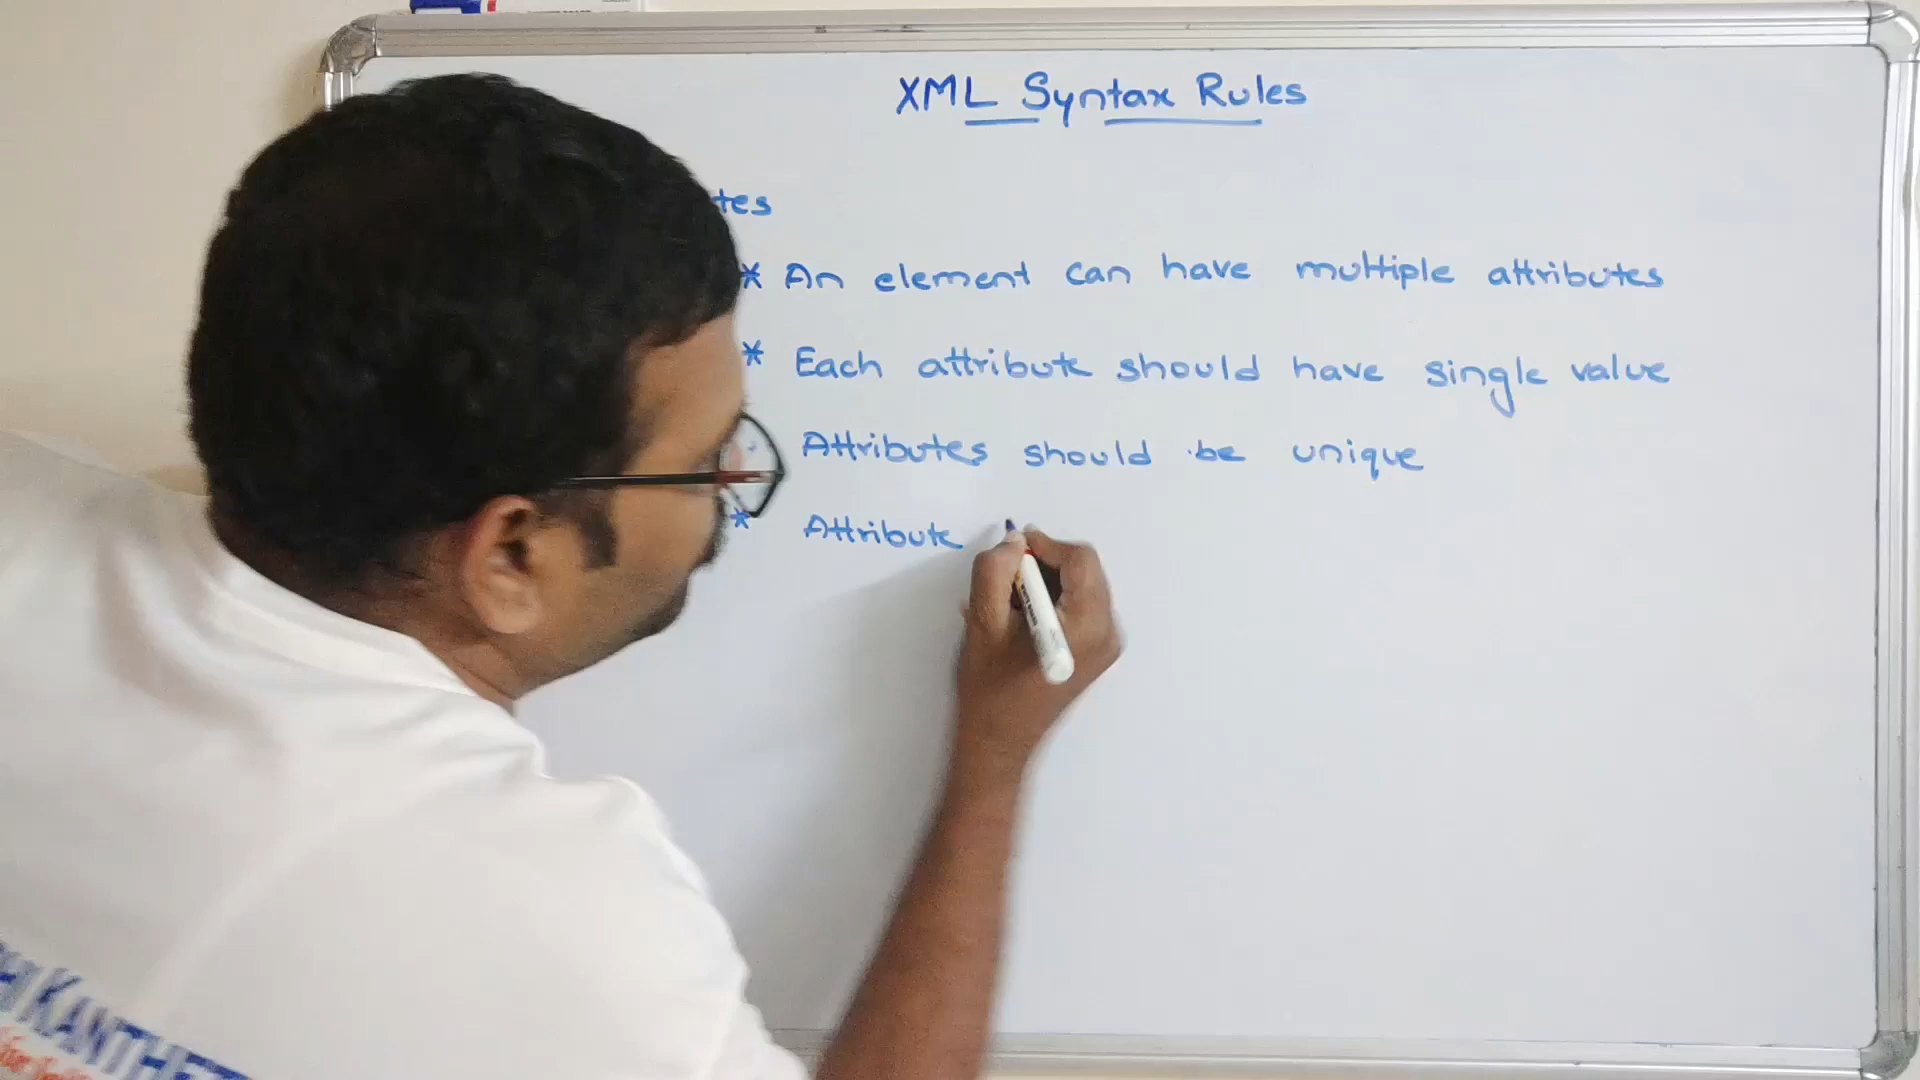 XML Syntax Rules
tes
* An element can have multiple attributes
* Each attribute should have single value
Attributes should be unique
* Attribute
KANTHE